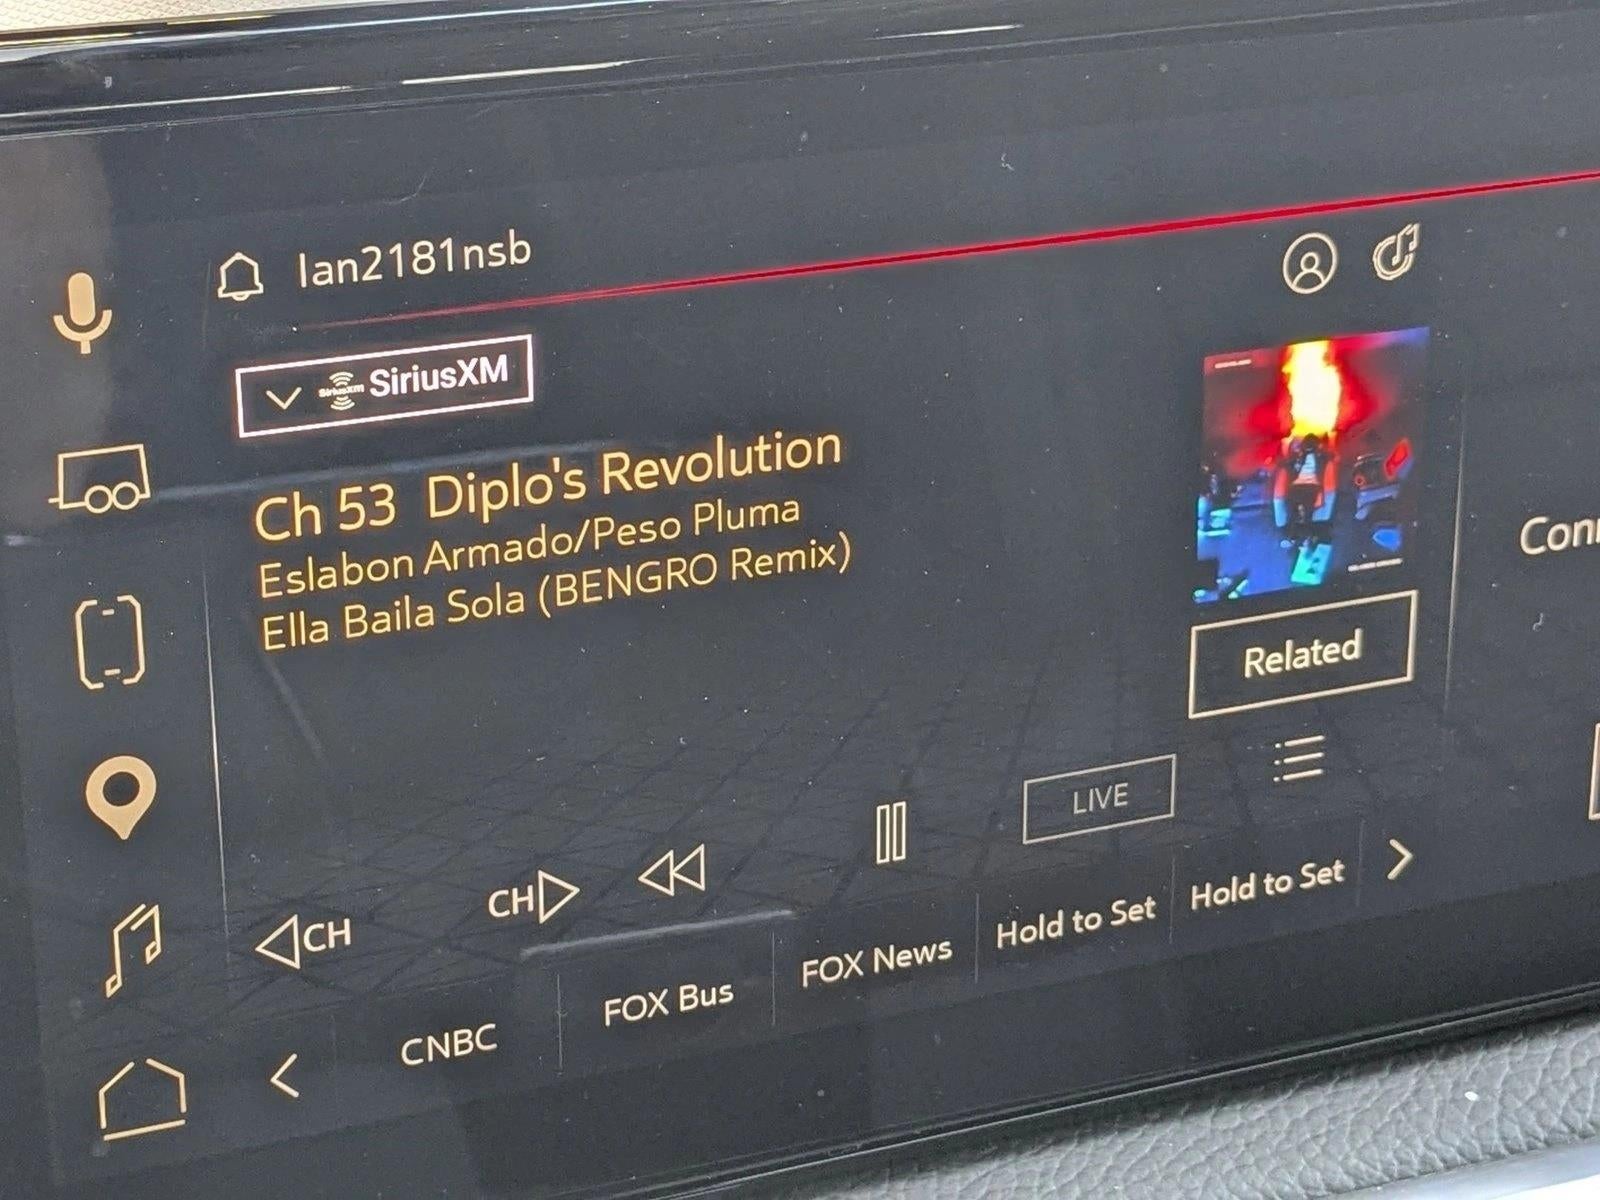 Ian2181nsb
SiriusXM SiriusXM
Ch 53 Diplo's Revolution
Eslabon Armado/Peso Pluma
Ella Baila Sola (BENGRO Remix)
Related
LIVE
CH
CH
CNBC
FOX Bus
FOX News
Hold to Set
Hold to Set